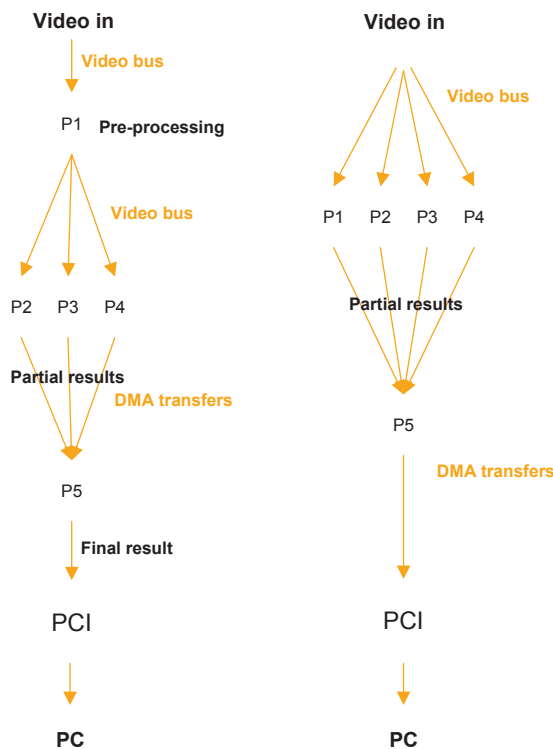 Video in
Video bus
P1 Pre-processing
Video bus
P2 P3 P4
Partial results
DMA transfers
P5
Final result
PCI
PC
Video in
Video bus
P1 P2 P3 P4
Partial results
P5
DMA transfers
PCI
PC